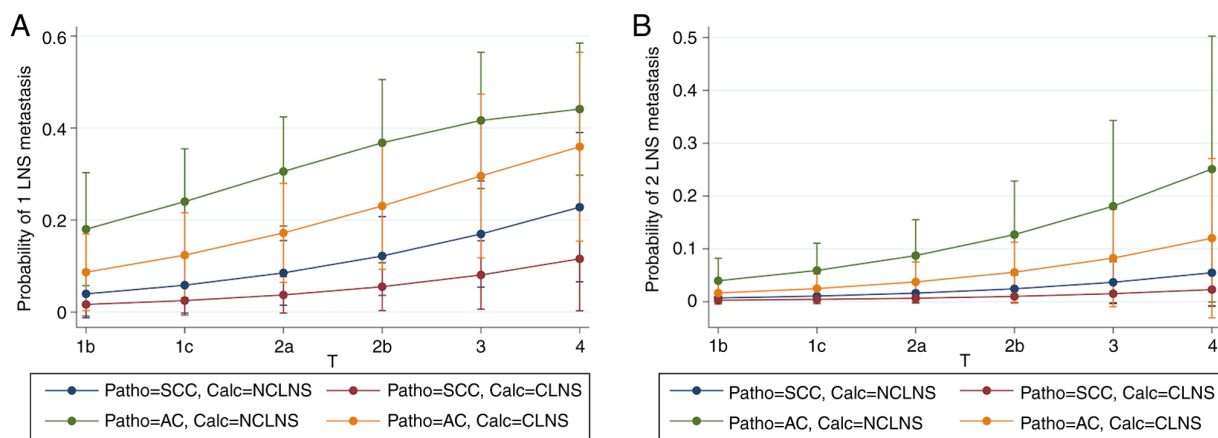 A
Probability of 1 LNS metastasis
0.6
0.4
0.2
0
1b 1c 2a 2b 3 4
T
Patho=SCC, Calc=NCLNS Patho=SCC, Calc=CLNS
Patho=AC, Calc=NCLNS Patho=AC, Calc=CLNS
B
Probability of 2 LNS metastasis
0.5
0.4
0.3
0.2
0.1
0
1b 1c 2a 2b 3 4
T
Patho=SCC, Calc=NCLNS Patho=SCC, Calc=CLNS
Patho=AC, Calc=NCLNS Patho=AC, Calc=CLNS